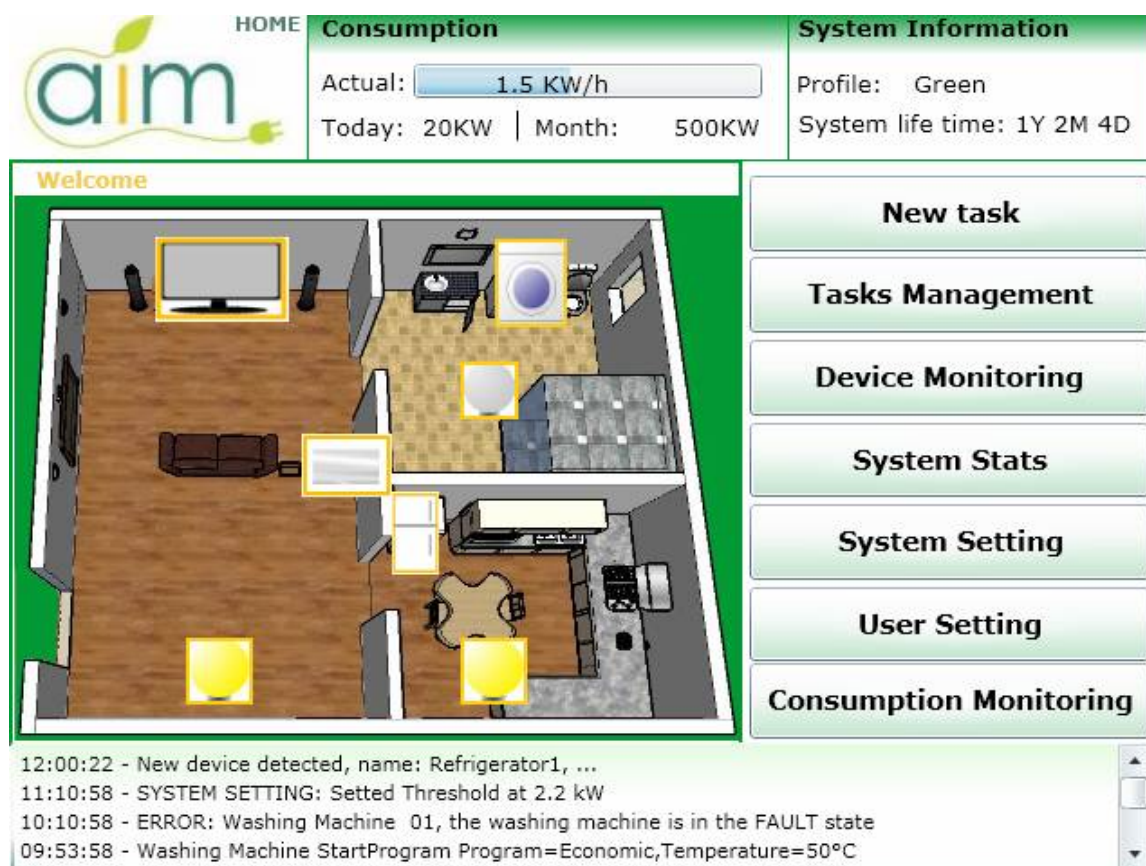 aim
HOME
Consumption
Actual: 1.5 KW/h
Today: 20KW | Month: 500KW
System Information
Profile: Green
System life time: 1Y 2M 4D
Welcome
New task
Tasks Management
Device Monitoring
System Stats
System Setting
User Setting
Consumption Monitoring
12:00:22 - New device detected, name: Refrigerator1, ...
11:10:58 - SYSTEM SETTING: Setted Threshold at 2.2 kW
10:10:58 - ERROR: Washing Machine 01, the washing machine is in the FAULT state
09:53:58 - Washing Machine StartProgram Program=Economic,Temperature=50°C